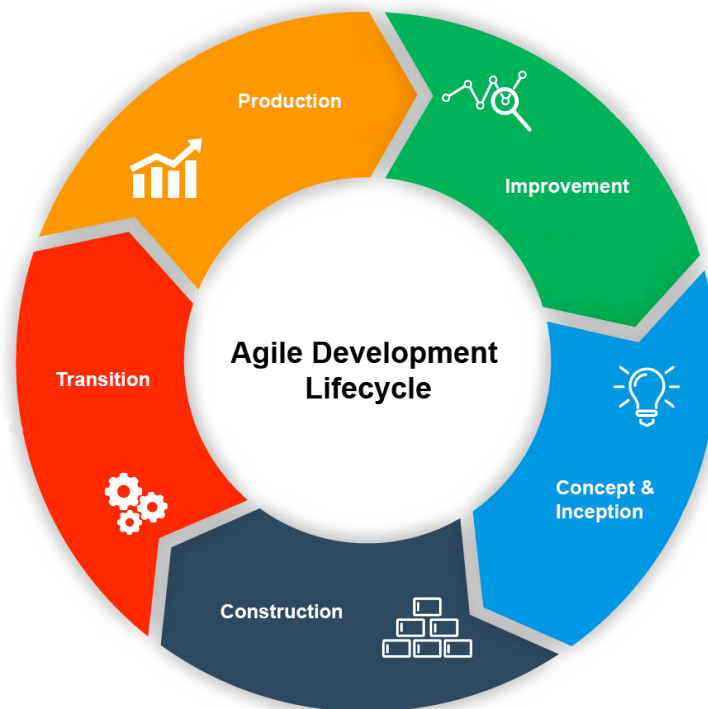 Production
Improvement
Agile Development
Lifecycle
Transition
Concept &
Inception
Construction